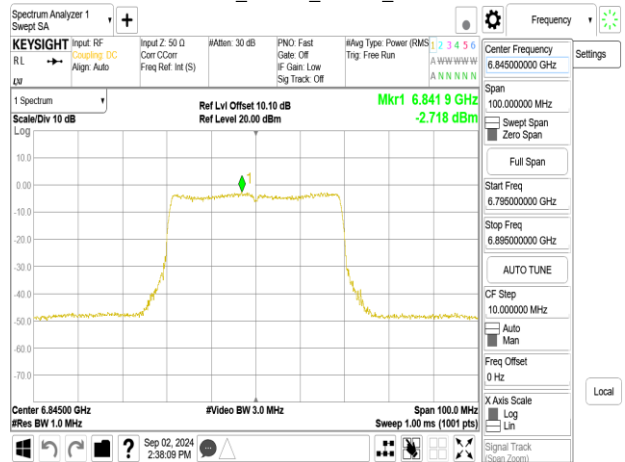 Spectrum Analyzer 1
Swept SA
+
Frequency
KEYSIGHT
RL
LNI
Input: RF
Coupling: DC
Align: Auto
Input Z: 50 Ω
Corr CCorr
Freq Ref: Int (S)
#Atten: 30 dB
PNO: Fast
Gate: Off
IF Gain: Low
Sig Track: Off
#Avg Type: Power (RMS
Trig: Free Run
1 2 3 4 5 6
A W W W W W
A N N N N N
Center Frequency
6.845000000 GHz
Settings
Span
100.000000 MHz
Swept Span
Zero Span
Full Span
Start Freq
6.795000000 GHz
Stop Freq
6.895000000 GHz
AUTO TUNE
CF Step
10.000000 MHz
Auto
Man
Freq Offset
0 Hz
X Axis Scale
Log
Lin
Local
Signal Track
(Span Zoom)
1 Spectrum
Scale/Div 10 dB
Log
Ref Lvl Offset 10.10 dB
Ref Level 20.00 dBm
Mkr1 6.841 9 GHz
-2.718 dBm
1
10.0
0.00
-10.0
-20.0
-30.0
-40.0
-50.0
-60.0
-70.0
Center 6.84500 GHz
#Res BW 1.0 MHz
#Video BW 3.0 MHz
Span 100.0 MHz
Sweep 1.00 ms (1001 pts)
?
Sep 02, 2024
2:38:09 PM